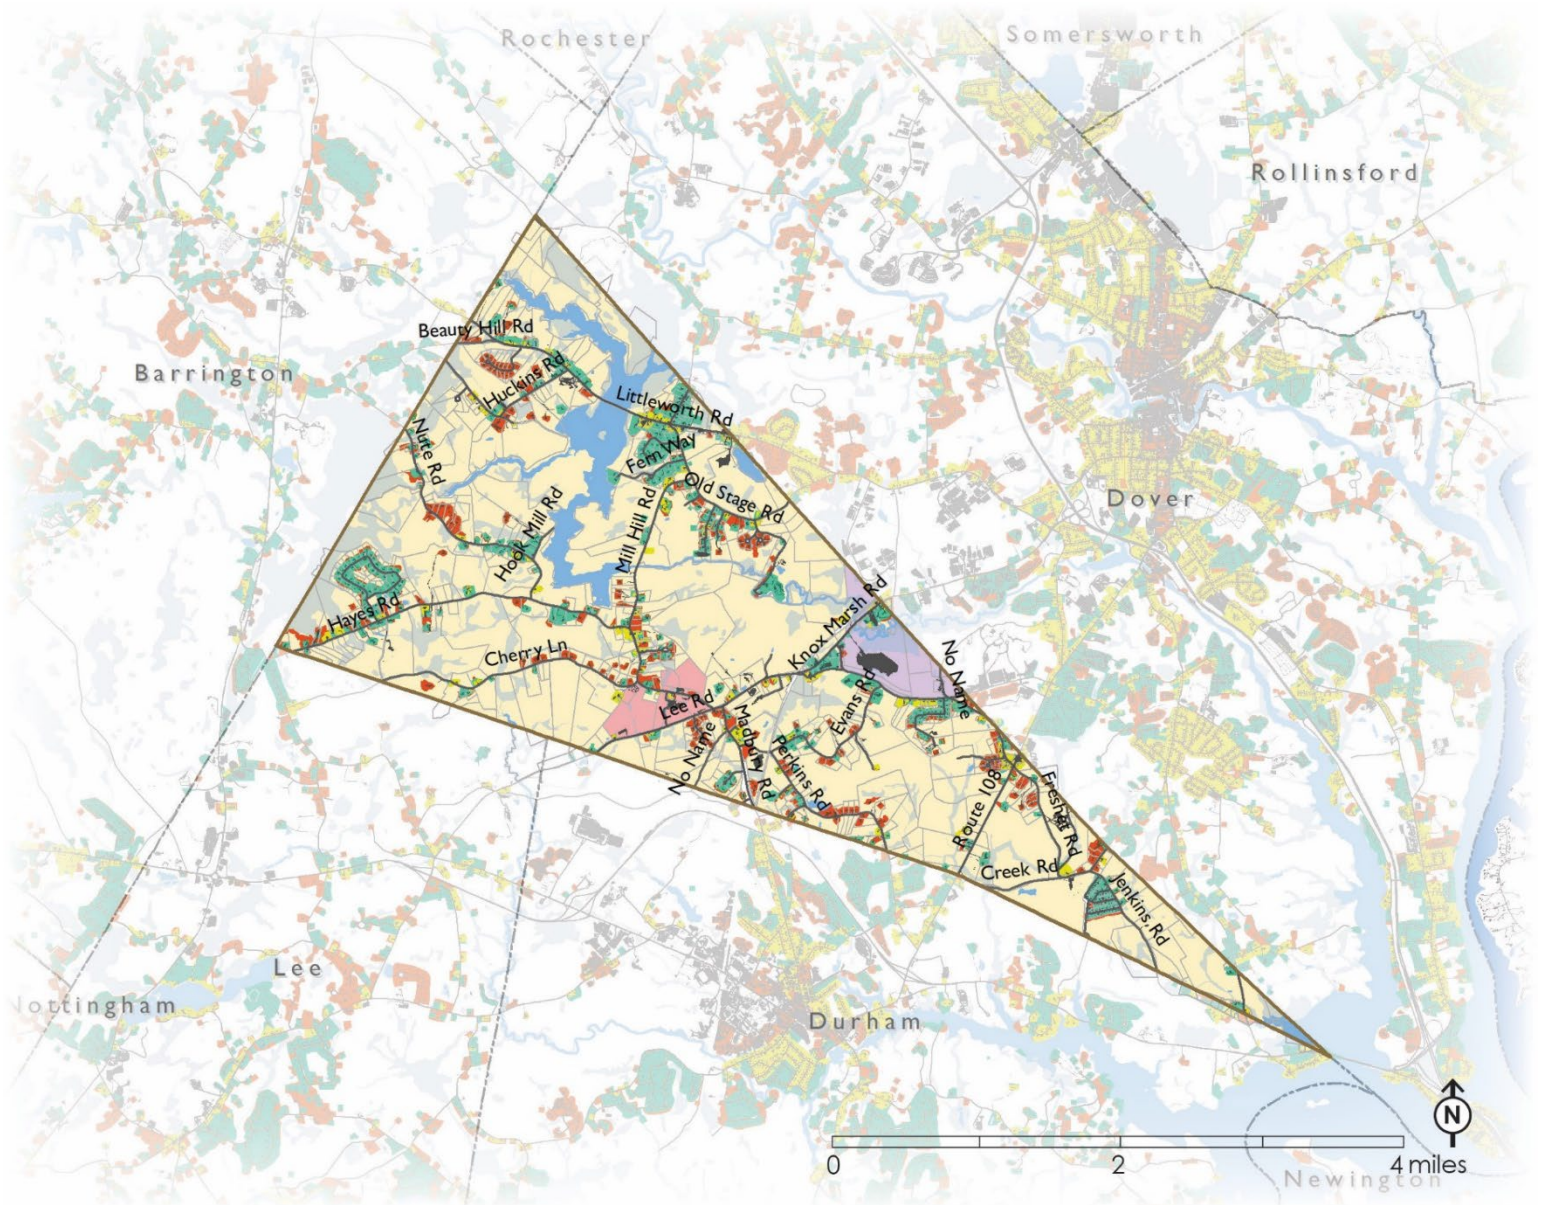 Rochester
Somersworth
Rollinsford
Beauty Hill Rd
Barrington
Huckins Rd
Littleworth Rd
Nute Rd
Fern Way
Old Stage Rd
Dover
Hook Mill Rd
Mill Hill Rd
Hayes Rd
Knox Marsh Rd
Cherry Ln
No Name
Lee Rd
Evans Rd
Madbury Rd
No Name
Perkins Rd
Route 108
Freshet Rd
Creek Rd
Jenkins Rd
Lee
Nottingham
Durham
N
0
2
4 miles
Newington